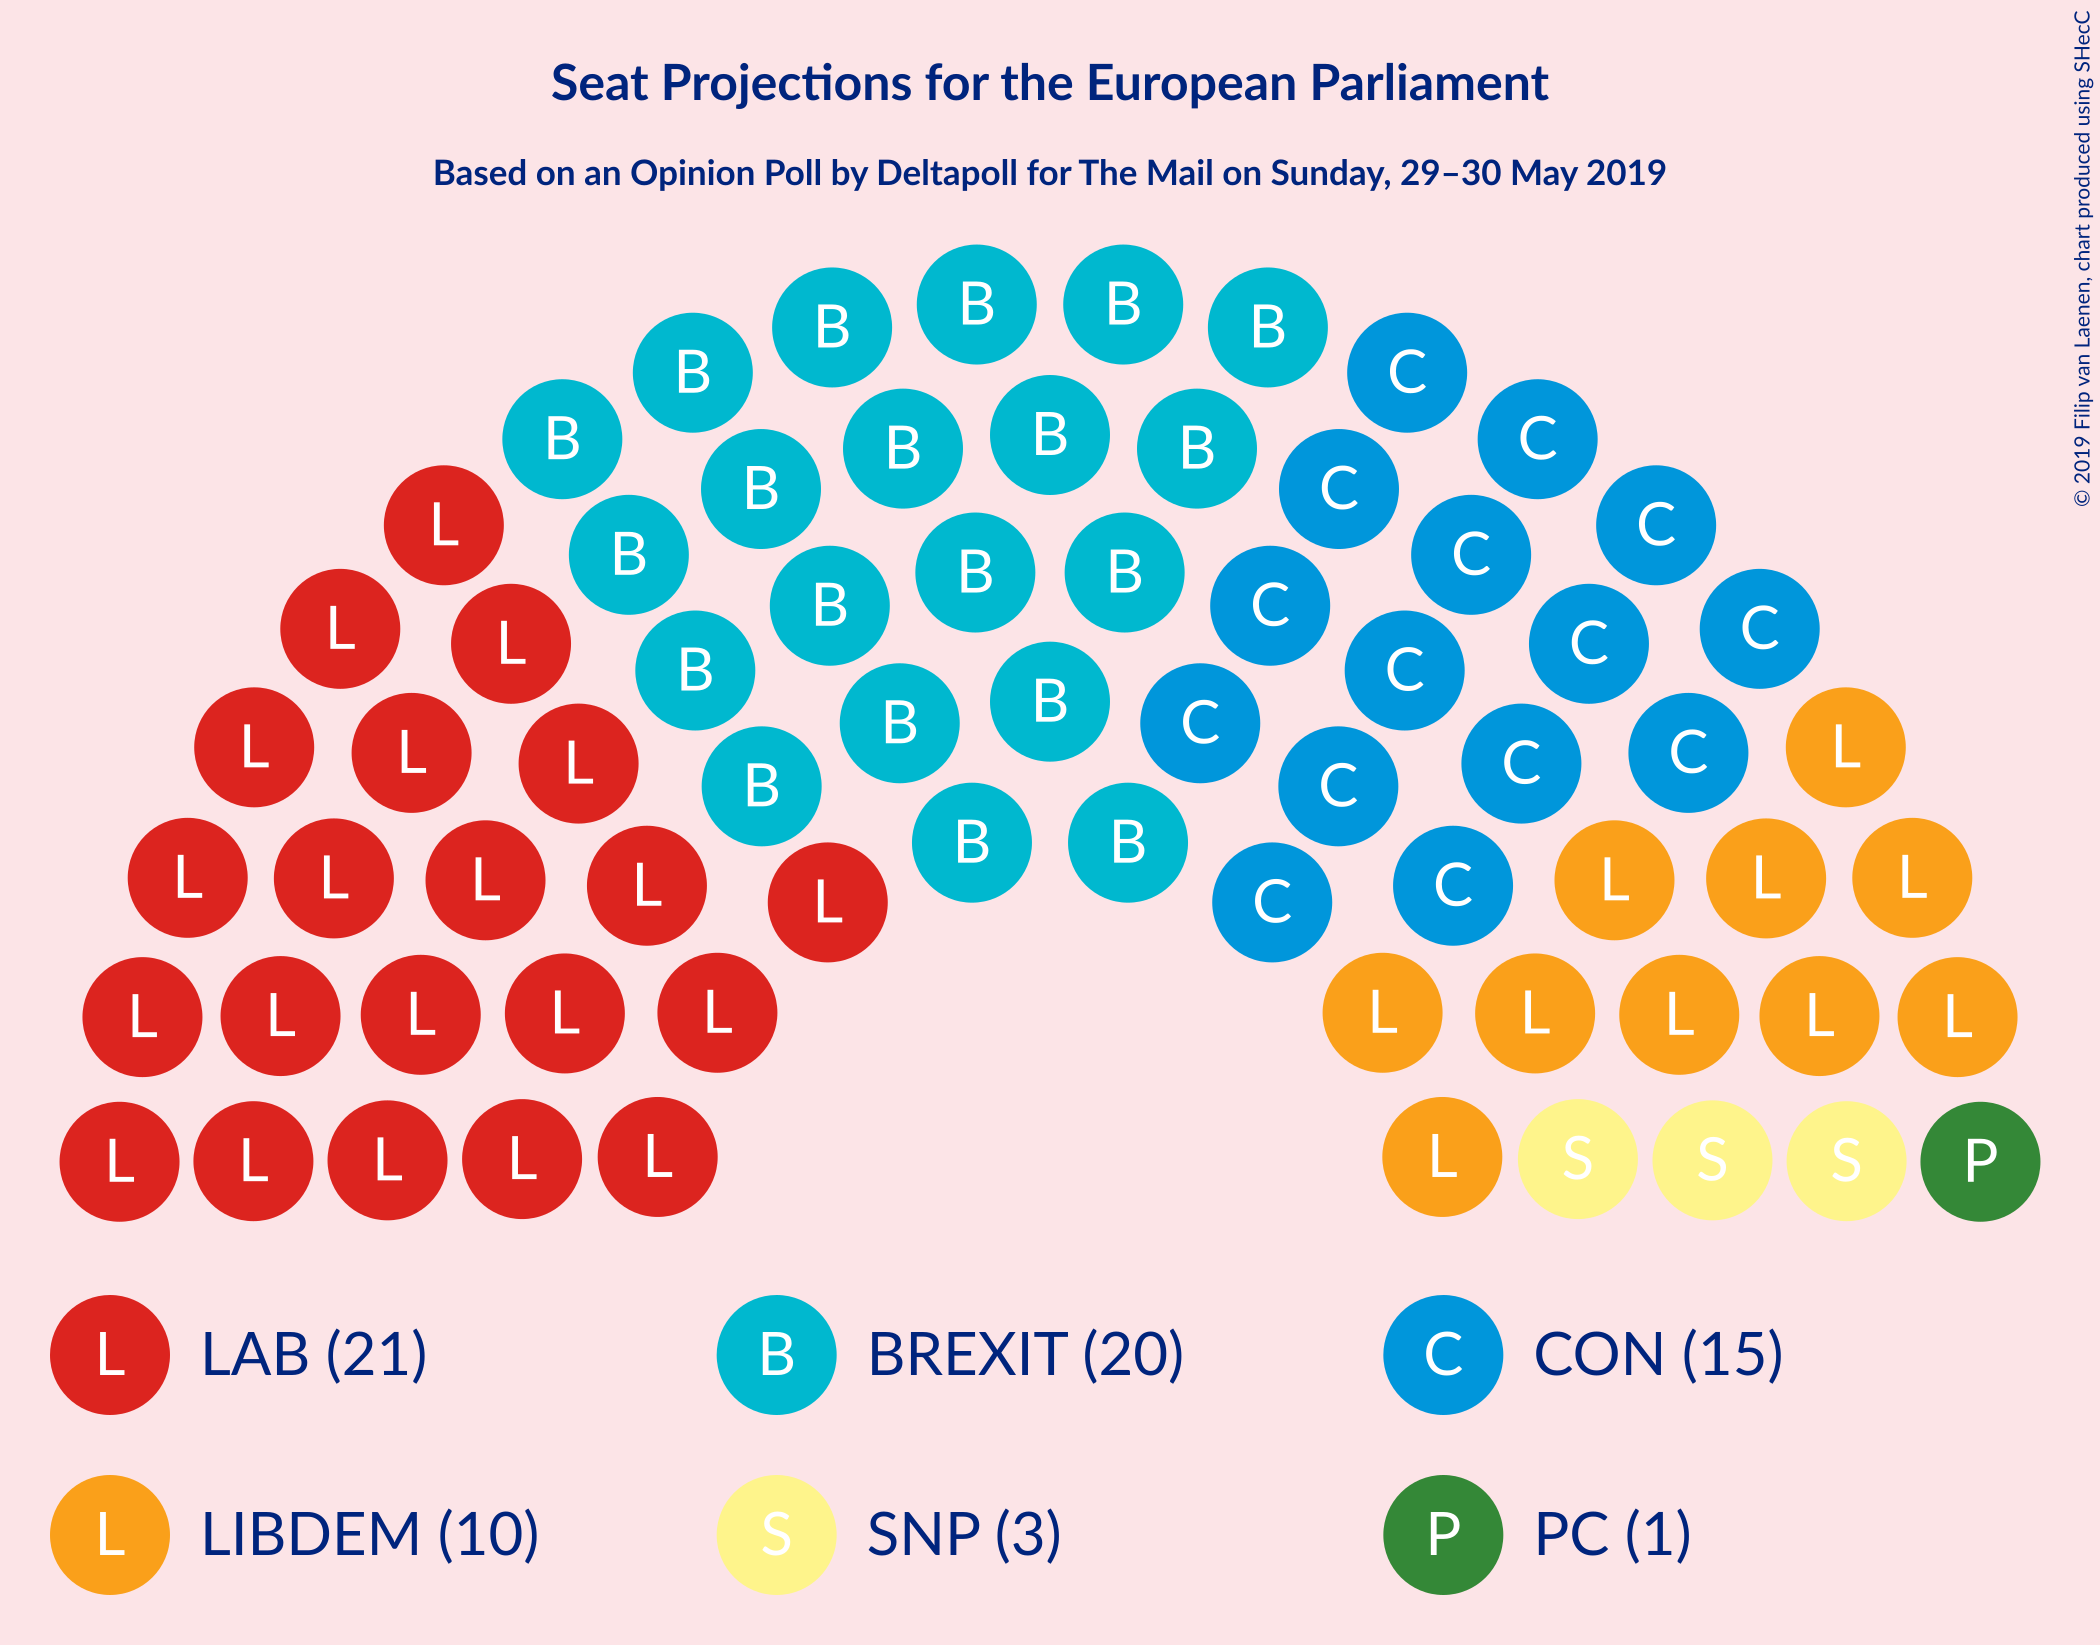 Seat Projections for the European Parliament
Based on an Opinion Poll by Deltapoll for The Mail on Sunday, 29–30 May 2019
© 2019 Filip van Laenen, chart produced using SHecC
B B
B B
B C
B
B B
B C
B C
B C
L C
B C
B B
L C
B C
L C
B C
B
L C
B C
L C
L C
B C
B B
L L
L C
L L
L L
L C
L L
L L
L L
L L
L L
L L
L L
L L L L L L S S S P
L LAB (21) B BREXIT (20) C CON (15)
L LIBDEM (10) S SNP (3) P PC (1)